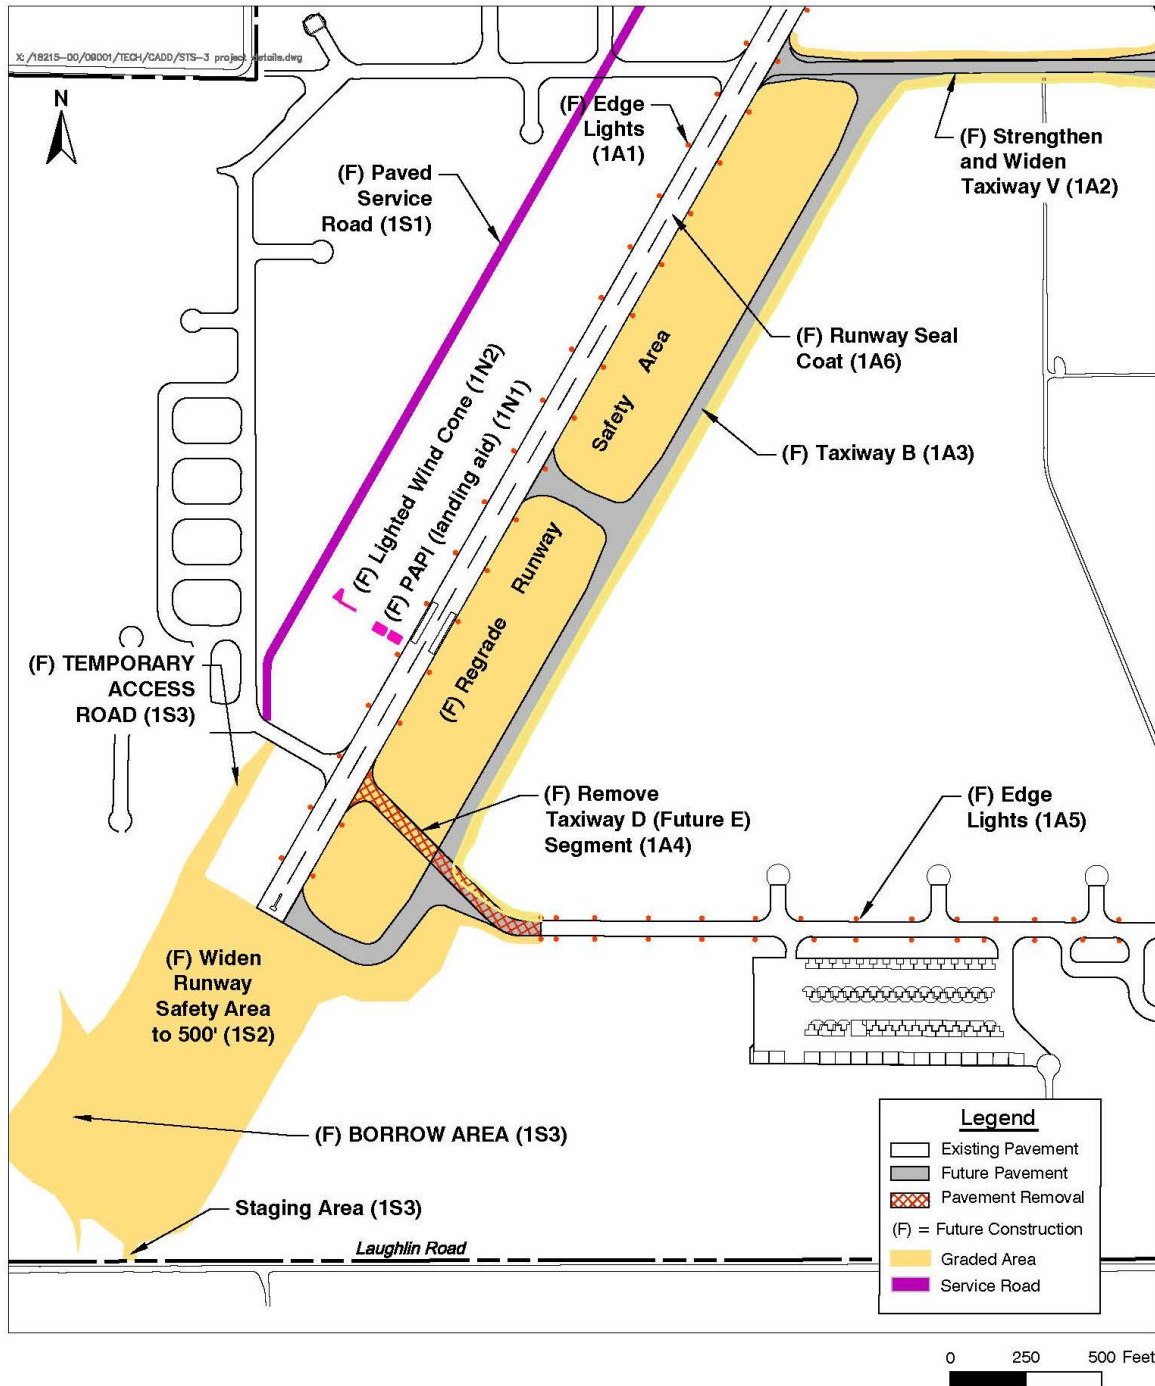 X: /18215-00/09001/TECH/CADD/STS-3 project details.dwg
N
(F) Edge
Lights
(1A1)
(F) Strengthen
and Widen
Taxiway V (1A2)
(F) Paved
Service
Road (1S1)
(F) Runway Seal
Coat (1A6)
Safety Area
(F) Lighted Wind Cone (1N2)
(F) PAPI (landing aid) (1N1)
(F) Taxiway B (1A3)
(F) Regrade Runway
(F) TEMPORARY
ACCESS
ROAD (1S3)
(F) Remove
Taxiway D (Future E)
Segment (1A4)
(F) Edge
Lights (1A5)
(F) Widen
Runway
Safety Area
to 500' (1S2)
(F) BORROW AREA (1S3)
Staging Area (1S3)
Laughlin Road
Legend
Existing Pavement
Future Pavement
Pavement Removal
(F) = Future Construction
Graded Area
Service Road
0 250 500 Feet